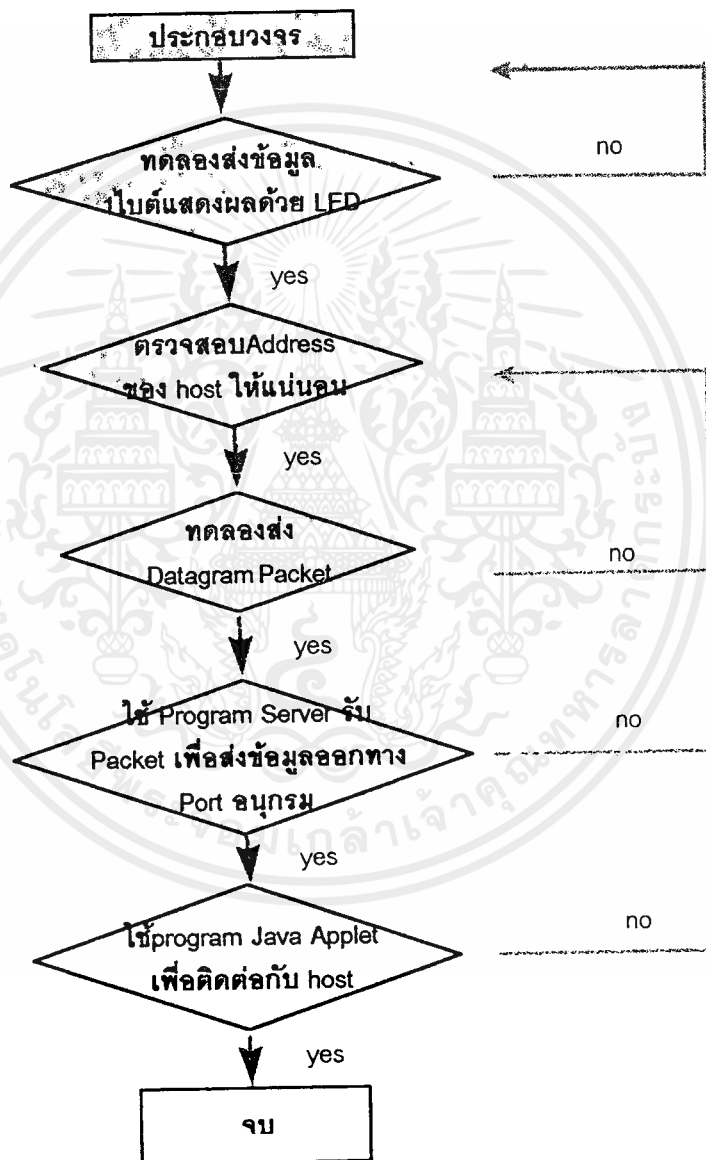 ประกอบวงจร
no
ทดลองส่งข้อมูล
1ไบต์แสดงผลด้วย LED
yes
ตรวจสอบAddress
ของ host ให้แน่นอน
yes
ทดลองส่ง
Datagram Packet
no
yes
ใช้ Program Server รับ
Packet เพื่อส่งข้อมูลออกทาง
Port อนุกรม
no
yes
ใช้program Java Applet
เพื่อติดต่อกับ host
no
yes
จบ